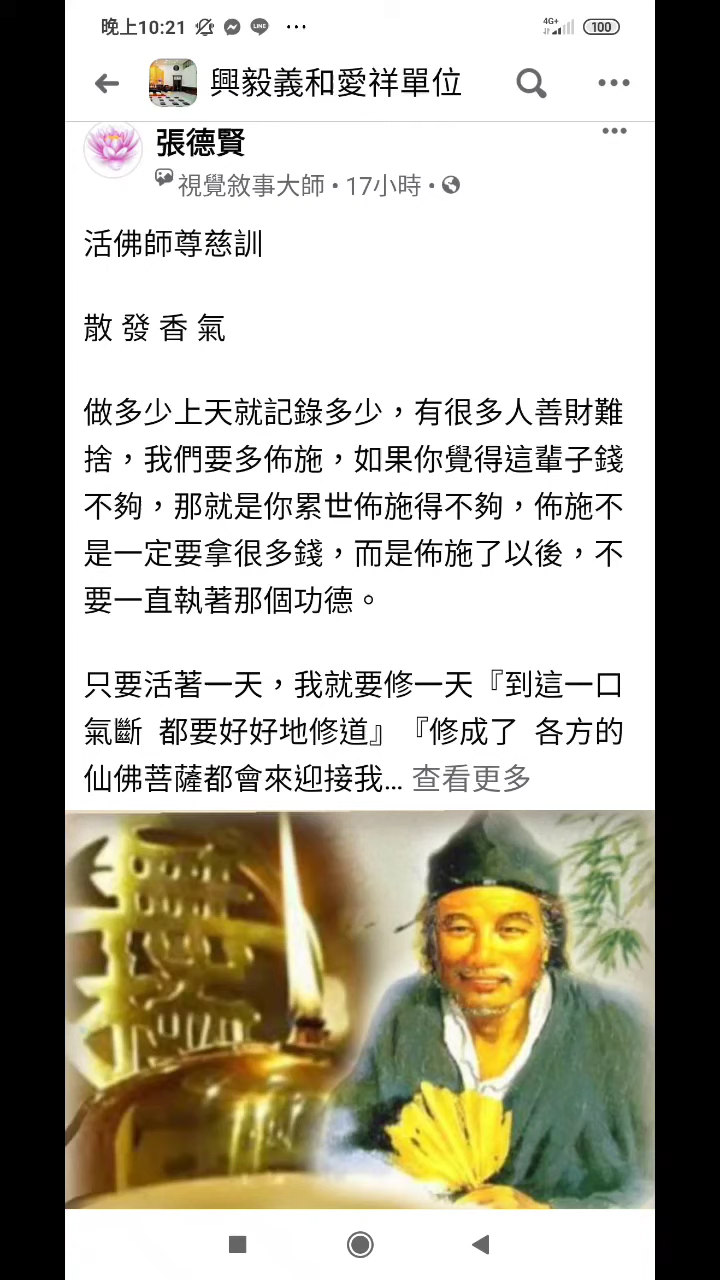 晚上10:21 LINE ... 4G+ 100
興毅義和愛祥單位
張德賢
視覺敘事大師 • 17小時 •
活佛師尊慈訓
散 發 香 氣
做多少上天就記錄多少，有很多人善財難
捨，我們要多佈施，如果你覺得這輩子錢
不夠，那就是你累世佈施得不夠，佈施不
是一定要拿很多錢，而是佈施了以後，不
要一直執著那個功德。
只要活著一天，我就要修一天『到這一口
氣斷 都要好好地修道』『修成了 各方的
仙佛菩薩都會來迎接我... 查看更多